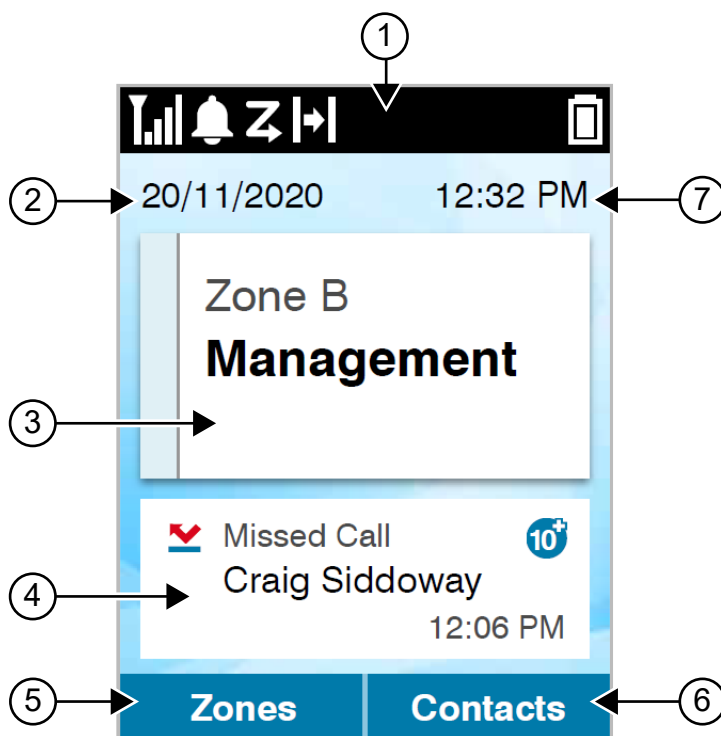 1
2
20/11/2020 12:32 PM
7
Zone B
Management
3
Missed Call 10+
Craig Siddoway
4
12:06 PM
5
Zones Contacts
6